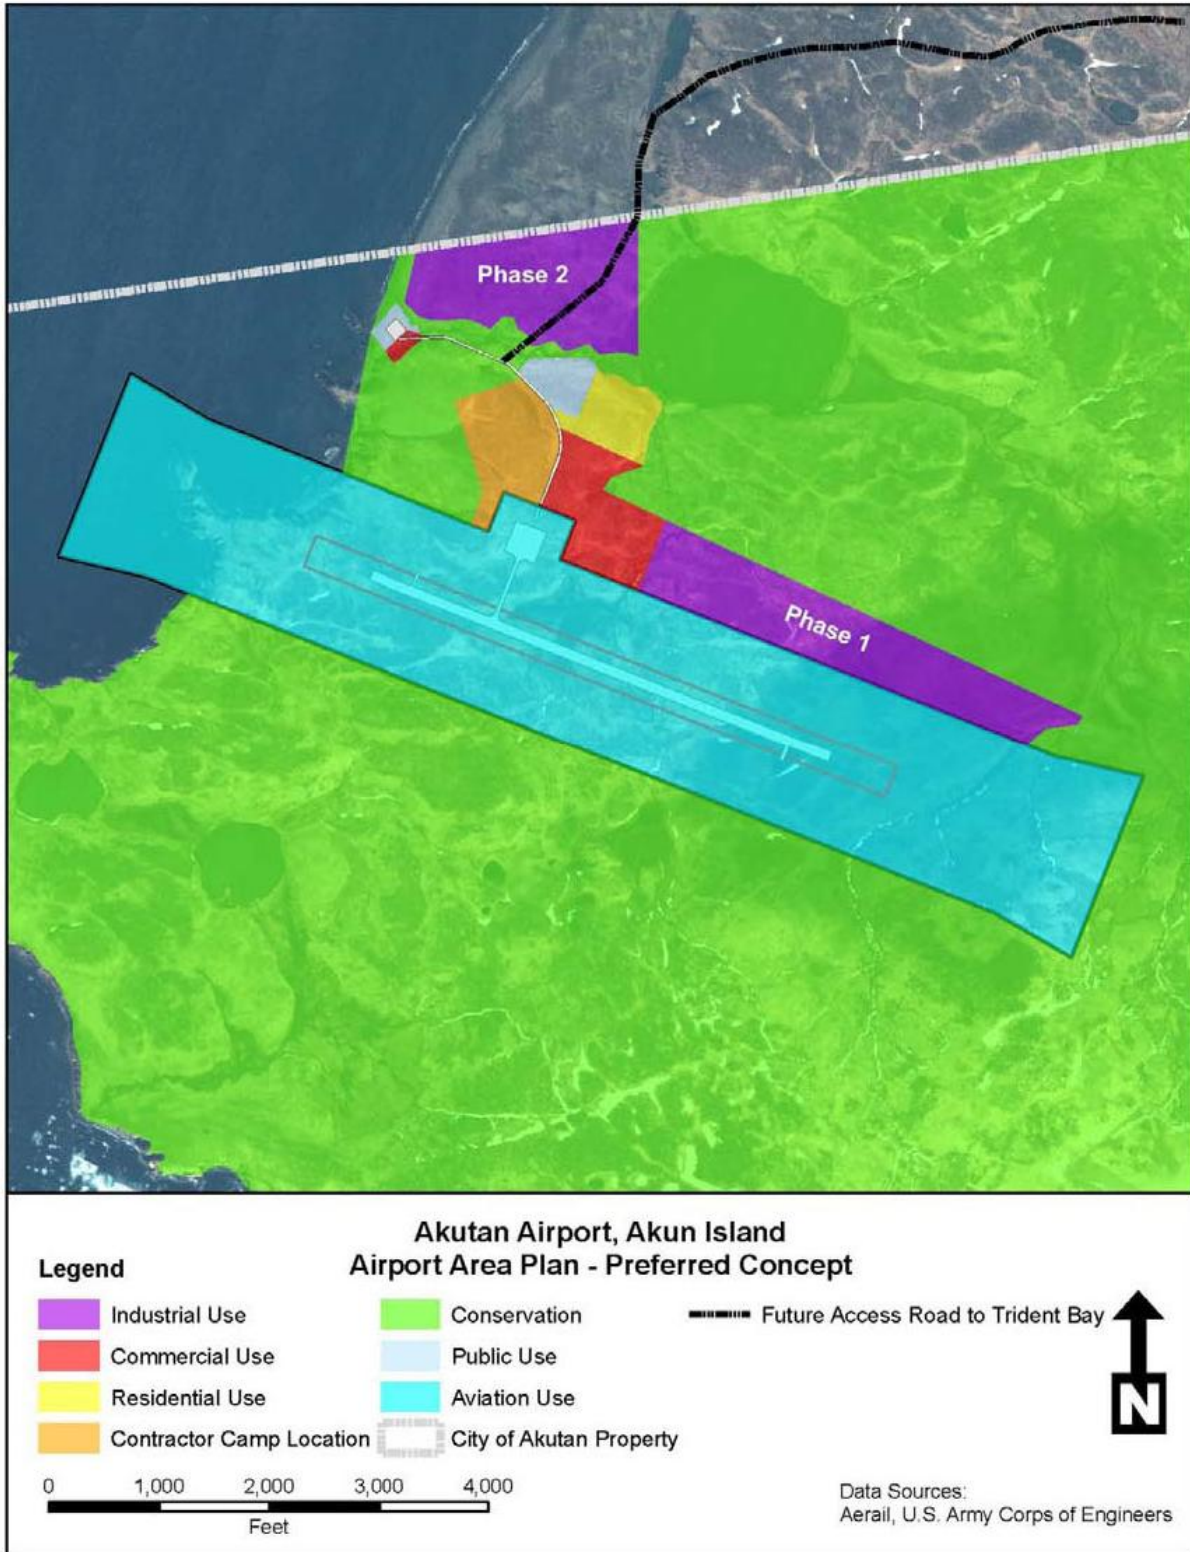 Phase 2
Phase 1
Akutan Airport, Akun Island
Airport Area Plan - Preferred Concept
Legend
Industrial Use
Commercial Use
Residential Use
Contractor Camp Location
Conservation
Public Use
Aviation Use
City of Akutan Property
Future Access Road to Trident Bay
N
0 1,000 2,000 3,000 4,000
Feet
Data Sources:
Aerail, U.S. Army Corps of Engineers